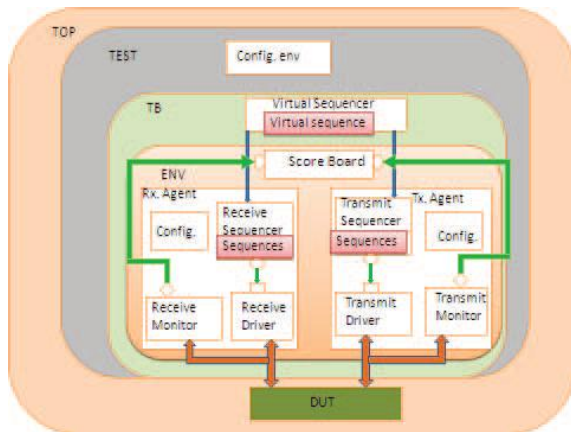 TOP
TEST
Config. env
TB
Virtual Sequencer
Virtual sequence
Score Board
ENV
Rx. Agent
Config.
Receive
Sequencer
Sequences
Transmit
Sequencer
Sequences
Tx. Agent
Config.
Receive
Monitor
Receive
Driver
Transmit
Driver
Transmit
Monitor
DUT